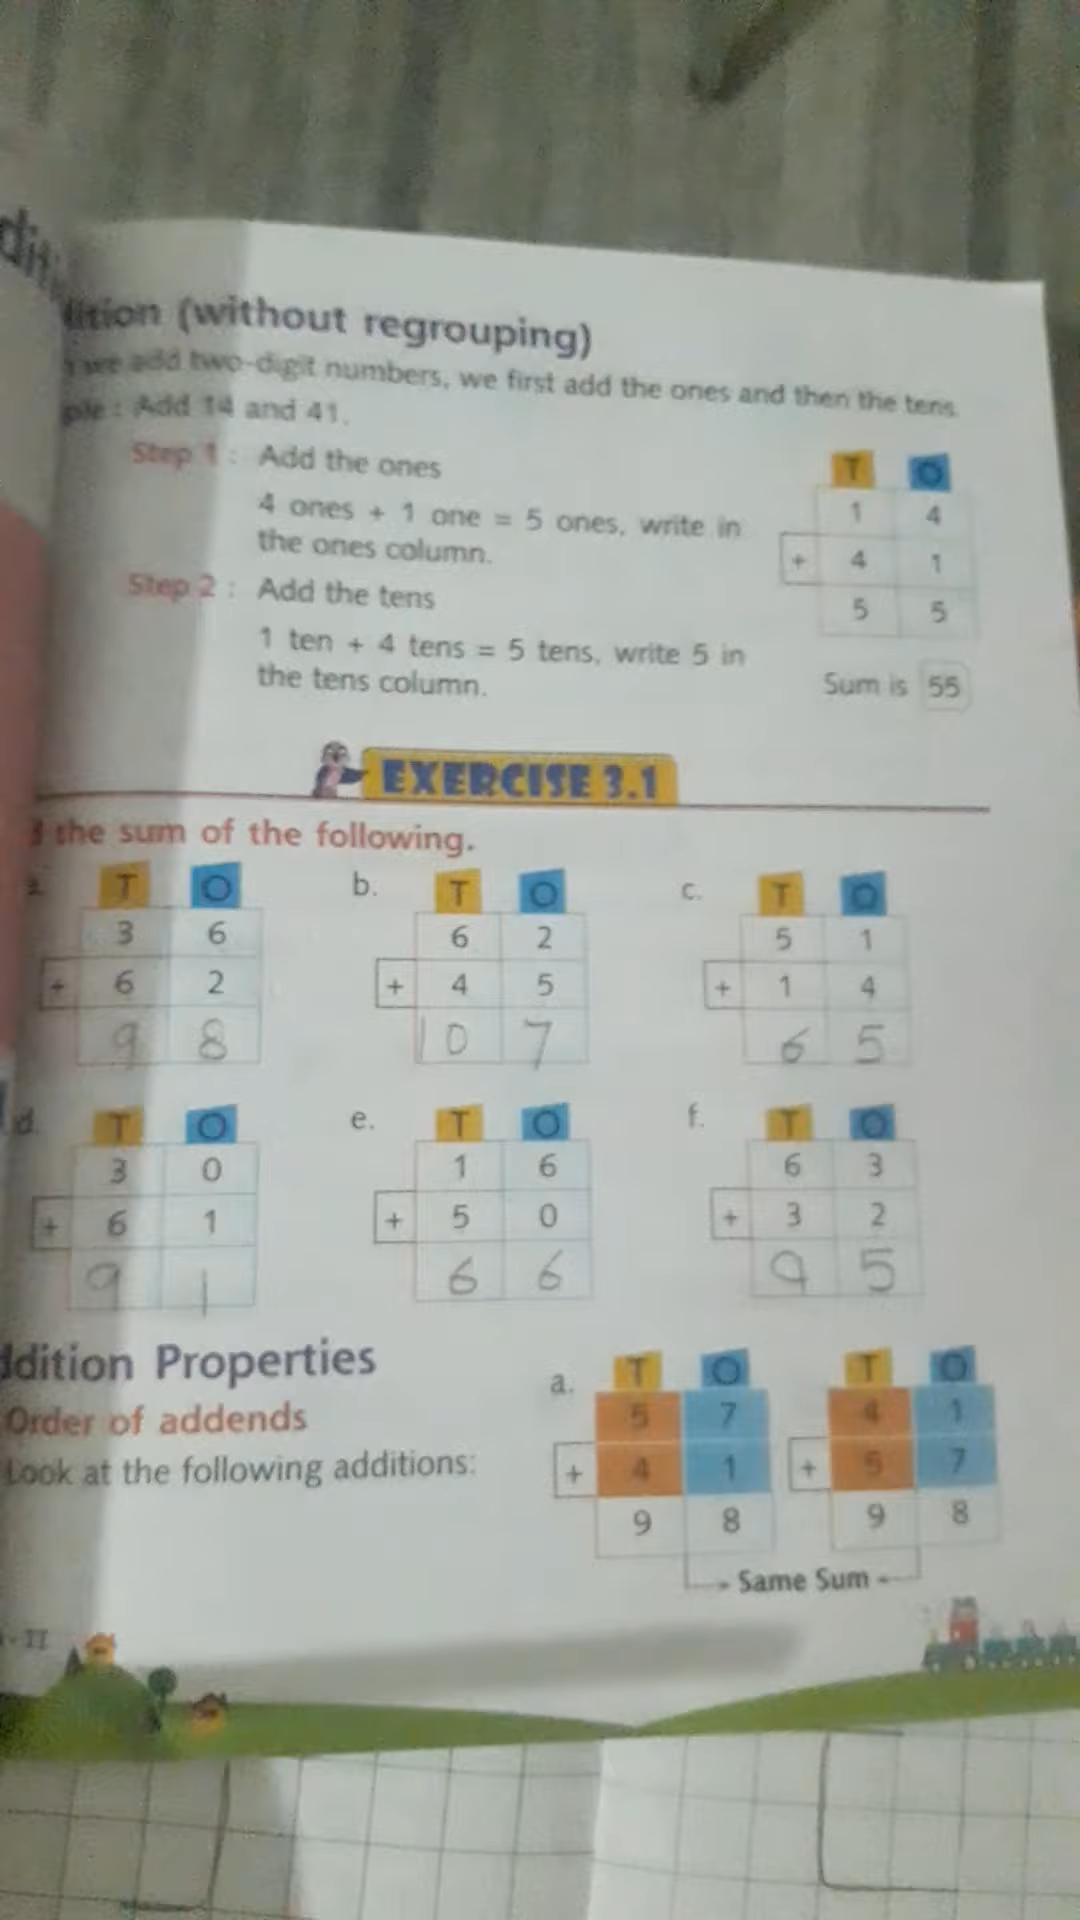 (without regrouping)
we add two-digit numbers, we first add the ones and then the tens
: Add 14 and 41.
Step 1 : Add the ones
4 ones + 1 one = 5 ones, write in
the ones column.
Step 2 : Add the tens
1 ten + 4 tens = 5 tens, write 5 in
the tens column.
T O
1 4
+ 4 1
5 5
Sum is 55
EXERCISE 3.1
the sum of the following.
T O
3 6
+ 6 2
9 8
b. T O
6 2
+ 4 5
10 7
c. T O
5 1
+ 1 4
6 5
d. T O
3 0
+ 6 1
9 1
e. T O
1 6
+ 5 0
6 6
f. T O
6 3
+ 3 2
9 5
Properties
Order of addends
Look at the following additions:
a. T O T O
5 7 4 1
+ 4 1 + 5 7
9 8 9 8
Same Sum